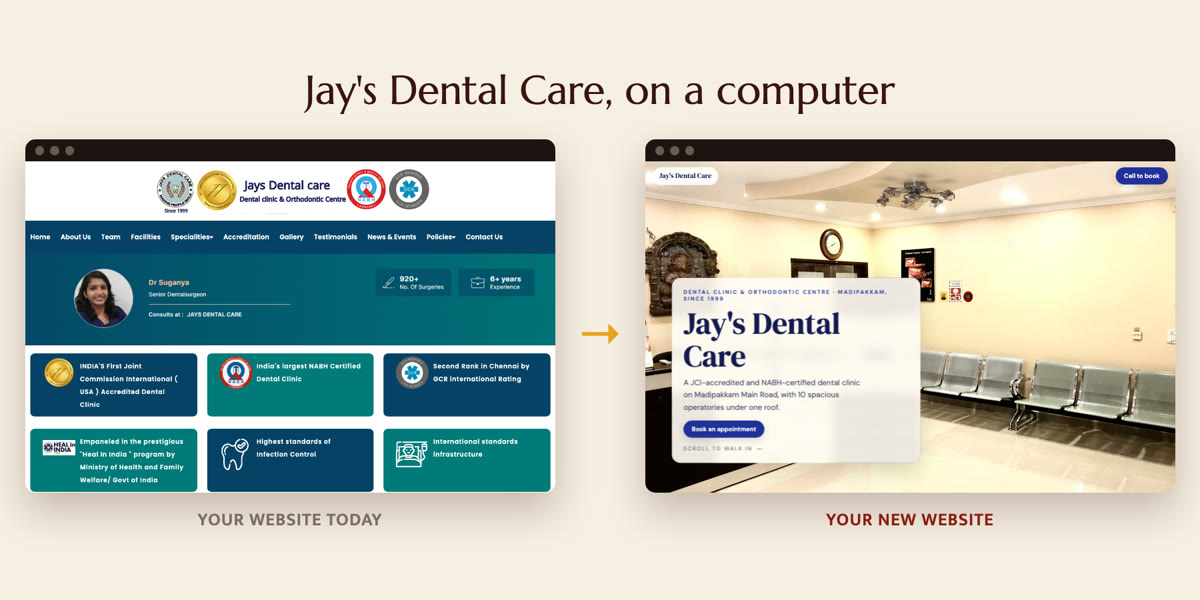 Jay's Dental Care, on a computer
Since 1999
Jays Dental care
Dental clinic & Orthodontic Centre
NABH
Home About Us Team Facilities Specialities Accreditation Gallery Testimonials News & Events Policies Contact Us
Dr Suganya
Senior Dentalsurgeon
Consults at : JAYS DENTAL CARE
920+
No. Of Surgeries
6+ years
Experience
INDIA'S First Joint
Commission International (
USA ) Accredited Dental
Clinic
India's largest NABH Certified
Dental Clinic
Second Rank in Chennai by
GCR International Rating
HEAL in
INDIA
Empaneled in the prestigious
"Heal In India " program by
Ministry of Health and Family
Welfare/ Govt of India
Highest standards of
Infection Control
International standards
Infrastructure
YOUR WEBSITE TODAY
Jay's Dental Care
Call to book
DENTAL CLINIC & ORTHODONTIC CENTRE · MADIPAKKAM,
SINCE 1999
Jay's Dental
Care
A JCI-accredited and NABH-certified dental clinic
on Madipakkam Main Road, with 10 spacious
operatories under one roof.
Book an appointment
SCROLL TO WALK IN
YOUR NEW WEBSITE